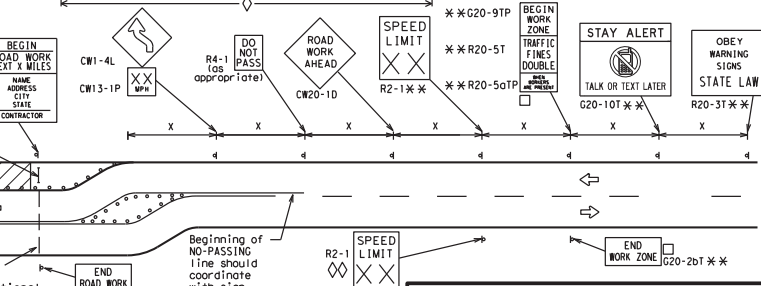 BEGIN
ROAD WORK
NEXT X MILES
NAME
ADDRESS
CITY
STATE
CONTRACTOR
CW1-4L
CW13-1P
XX
MPH
R4-1
(as
appropriate)
DO
NOT
PASS
ROAD
WORK
AHEAD
CW20-1D
SPEED
LIMIT
XX
R2-1**
**G20-9TP
**R20-5T
**R20-5aTP
BEGIN
WORK
ZONE
TRAFFIC
FINES
DOUBLE
WHEN
WORKERS
ARE PRESENT
STAY ALERT
TALK OR TEXT LATER
G20-10T**
OBEY
WARNING
SIGNS
STATE LAW
R20-3T**
X X X X X X X
Beginning of
NO-PASSING
line should
coordinate
with sign
R2-1
SPEED
LIMIT
XX
END
WORK ZONE
G20-2bT**
END
ROAD WORK